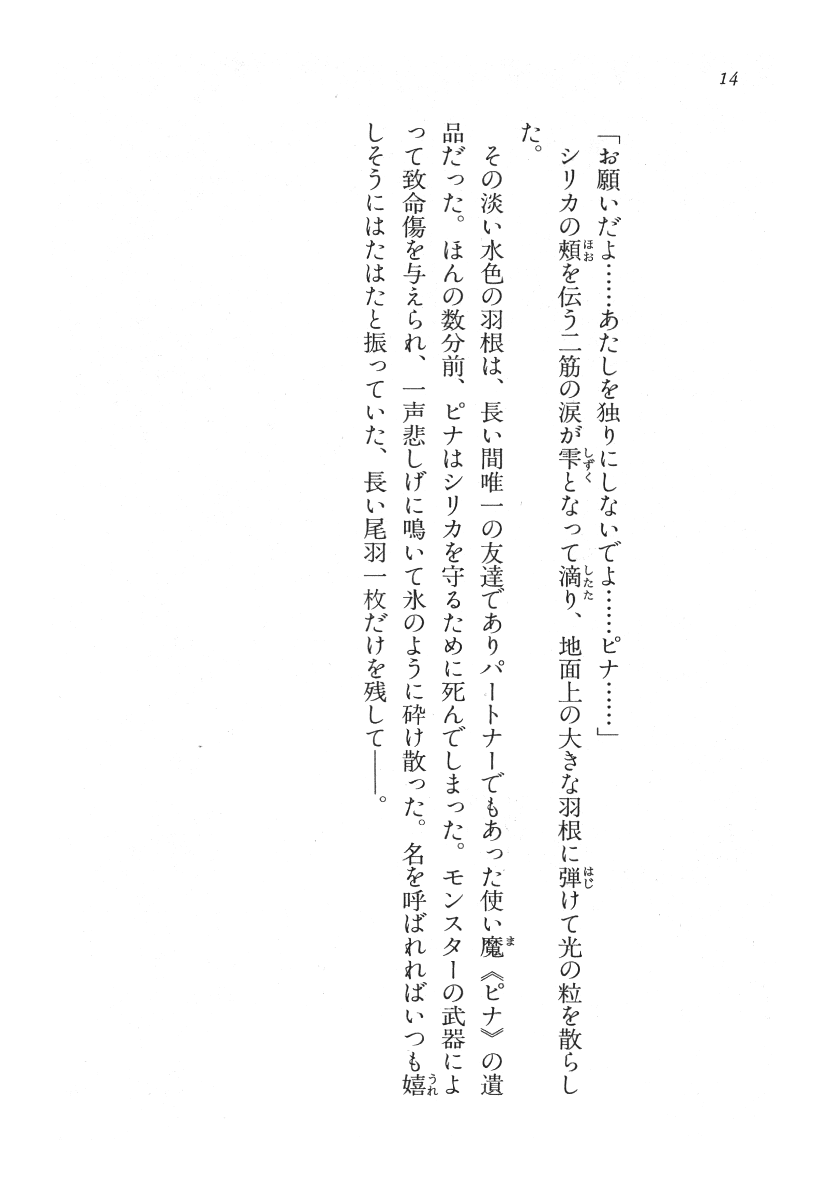 14
「お願いだよ……あたしを独りにしないでよ……ピナ……」
　シリカの頰を伝う二筋の涙が雫となって滴り、地面上の大きな羽根に弾けて光の粒を散らし
た。
　その淡い水色の羽根は、長い間唯一の友達でありパートナーでもあった使い魔《ピナ》の遺
品だった。ほんの数分前、ピナはシリカを守るために死んでしまった。モンスターの武器によ
って致命傷を与えられ、一声悲しげに鳴いて氷のように砕け散った。名を呼ばれればいつも嬉
しそうにはたはたと振っていた、長い尾羽一枚だけを残して——。